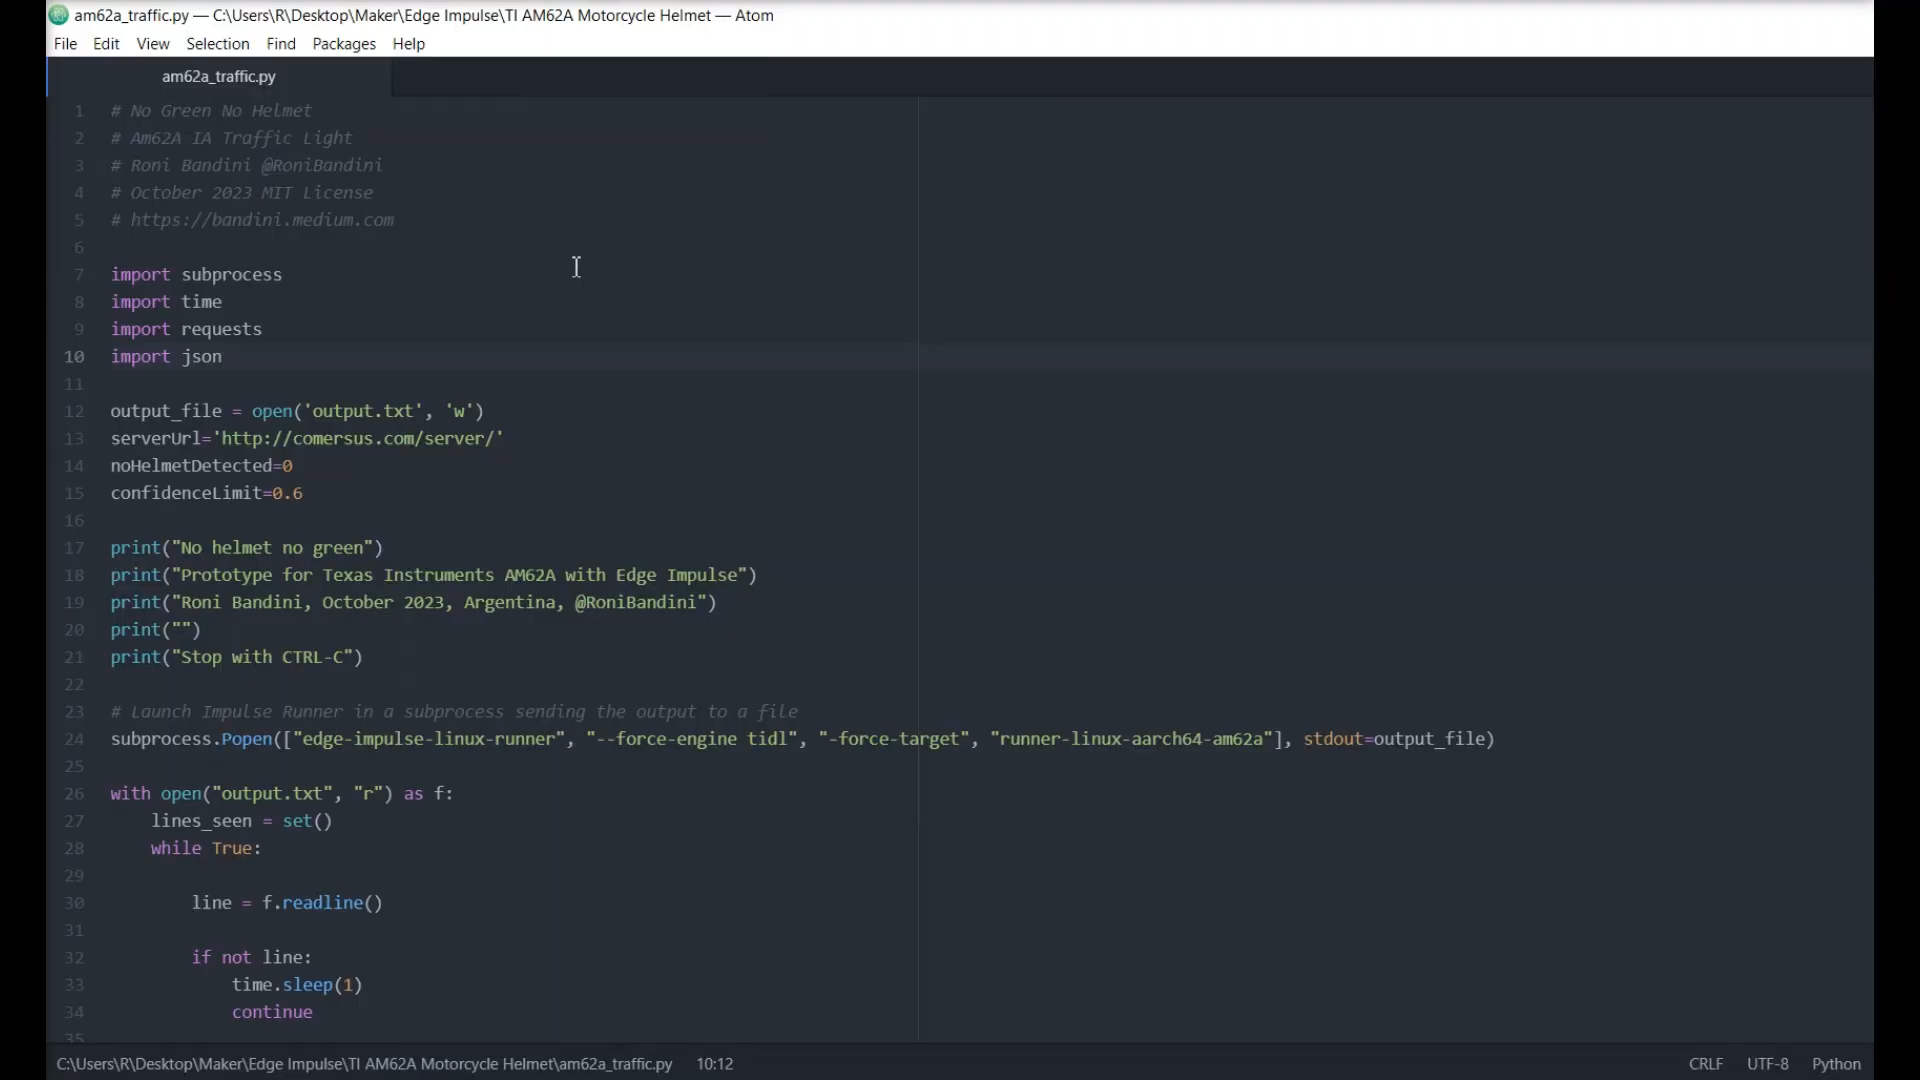 am62a_traffic.py — C:\Users\R\Desktop\Maker\Edge Impulse\TI AM62A Motorcycle Helmet — Atom
File Edit View Selection Find Packages Help
am62a_traffic.py
1 # No Green No Helmet
2 # Am62A IA Traffic Light
3 # Roni Bandini @RoniBandini
4 # October 2023 MIT License
5 # https://bandini.medium.com
6
7 import subprocess
8 import time
9 import requests
10 import json
11
12 output_file = open('output.txt', 'w')
13 serverUrl='http://comersus.com/server/'
14 noHelmetDetected=0
15 confidenceLimit=0.6
16
17 print("No helmet no green")
18 print("Prototype for Texas Instruments AM62A with Edge Impulse")
19 print("Roni Bandini, October 2023, Argentina, @RoniBandini")
20 print("")
21 print("Stop with CTRL-C")
22
23 # Launch Impulse Runner in a subprocess sending the output to a file
24 subprocess.Popen(["edge-impulse-linux-runner", "--force-engine tidl", "-force-target", "runner-linux-aarch64-am62a"], stdout=output_file)
25
26 with open("output.txt", "r") as f:
27     lines_seen = set()
28     while True:
29
30         line = f.readline()
31
32         if not line:
33             time.sleep(1)
34             continue
35
C:\Users\R\Desktop\Maker\Edge Impulse\TI AM62A Motorcycle Helmet\am62a_traffic.py 10:12 CRLF UTF-8 Python